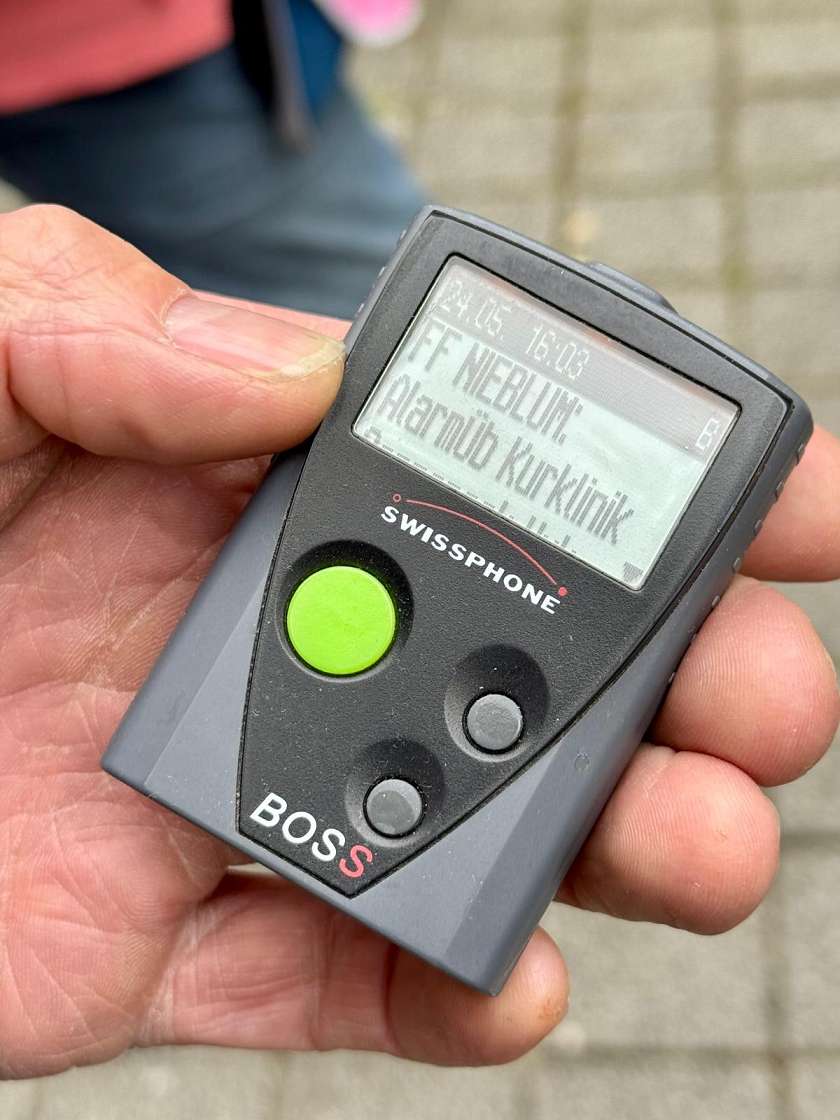 24.05. 16:03
B
FF NIEBLUM:
Alarmüb Kurklinik
SWISSPHONE
BOSS